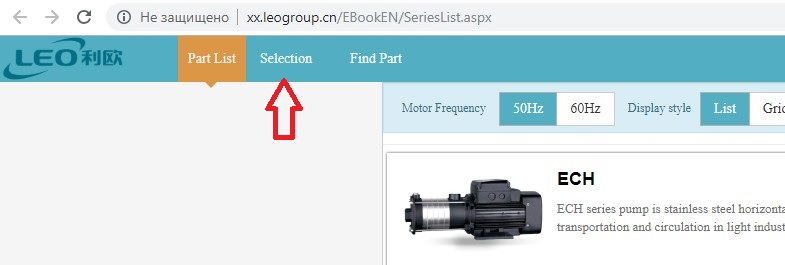 Не защищено xx.leogroup.cn/EBookEN/SeriesList.aspx
LEO利欧 Part List Selection Find Part
Motor Frequency 50Hz 60Hz Display style List Grid
ECH
ECH series pump is stainless steel horizonta
transportation and circulation in light indust